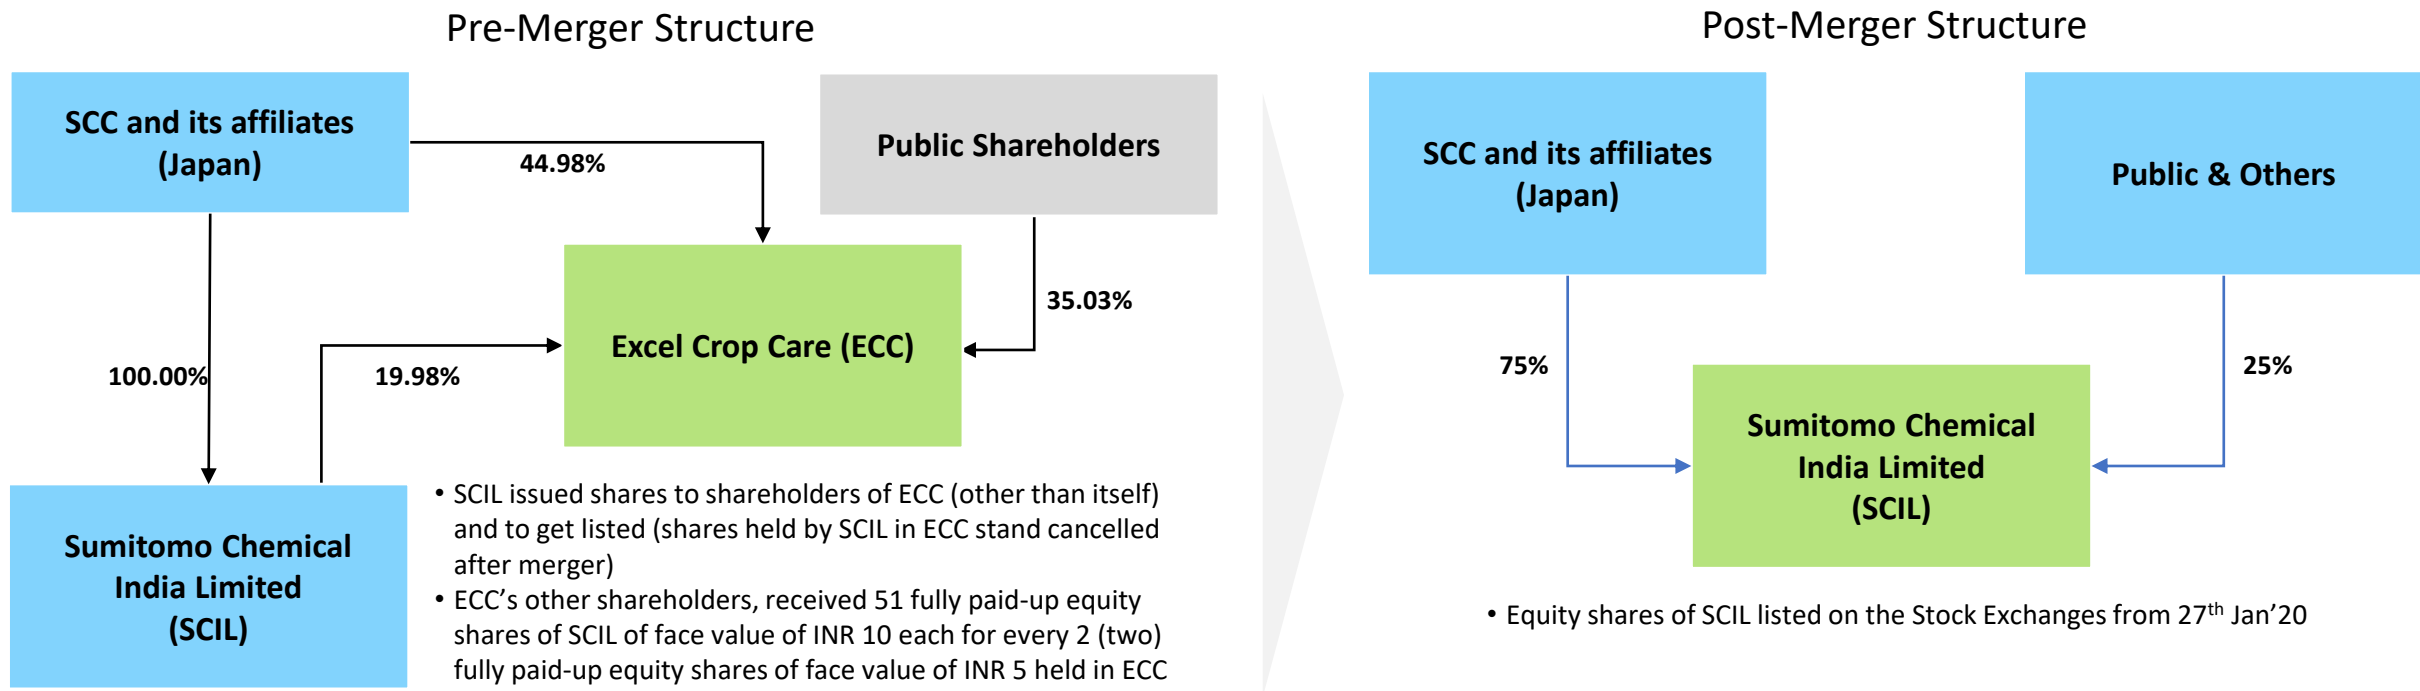 Pre-Merger Structure
SCC and its affiliates
(Japan)
44.98%
Public Shareholders
35.03%
Excel Crop Care (ECC)
100.00%
19.98%
Sumitomo Chemical
India Limited
(SCIL)
• SCIL issued shares to shareholders of ECC (other than itself)
and to get listed (shares held by SCIL in ECC stand cancelled
after merger)
• ECC’s other shareholders, received 51 fully paid-up equity
shares of SCIL of face value of INR 10 each for every 2 (two)
fully paid-up equity shares of face value of INR 5 held in ECC
Post-Merger Structure
SCC and its affiliates
(Japan)
Public & Others
75%
25%
Sumitomo Chemical
India Limited
(SCIL)
• Equity shares of SCIL listed on the Stock Exchanges from 27th Jan’20